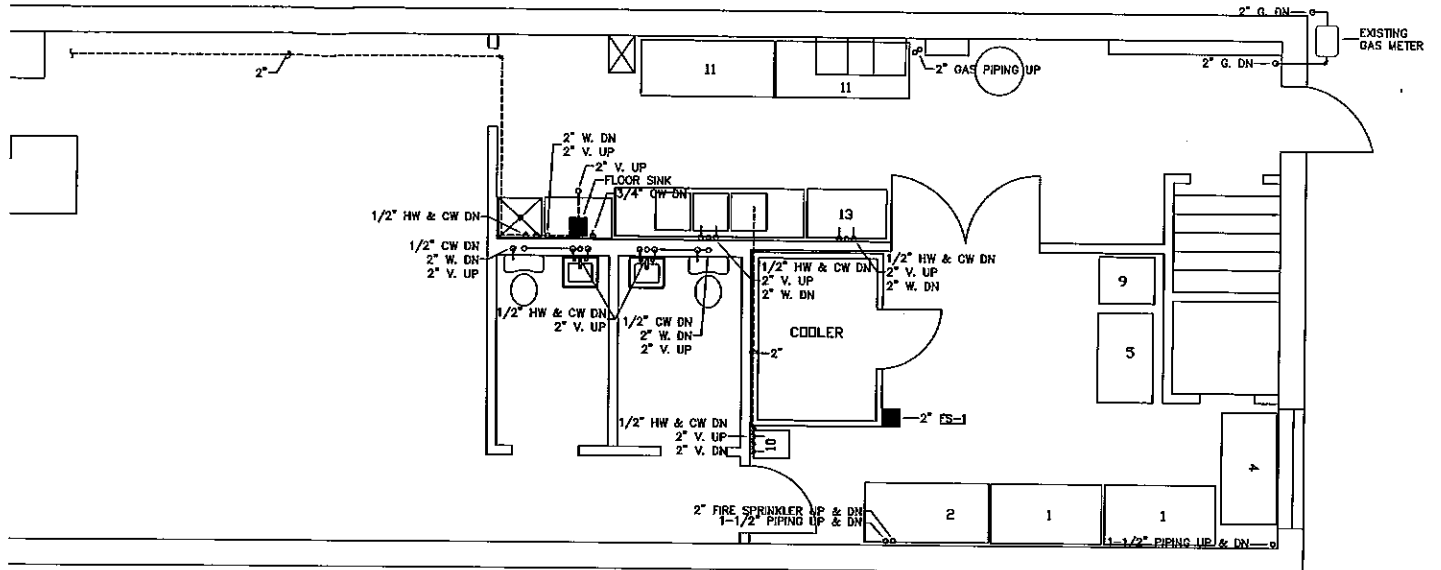 2" G. DN
EXISTING
GAS METER
2" G. DN
2"
11
11
2" GAS PIPING UP
2" W. DN
2" V. UP
2" V. UP
FLOOR SINK
3/4" CW DN
1/2" HW & CW DN
13
1/2" CW DN
2" W. DN
2" V. UP
1/2" HW & CW DN
2" V. UP
2" W. DN
1/2" HW & CW DN
2" V. UP
2" W. DN
9
1/2" HW & CW DN
2" V. UP
1/2" CW DN
2" W. DN
2" V. UP
COOLER
2"
5
1/2" HW & CW DN
2" V. UP
2" V. DN
10
2" FS-1
4
2" FIRE SPRINKLER UP & DN
1-1/2" PIPING UP & DN
2
1
1
1-1/2" PIPING UP & DN